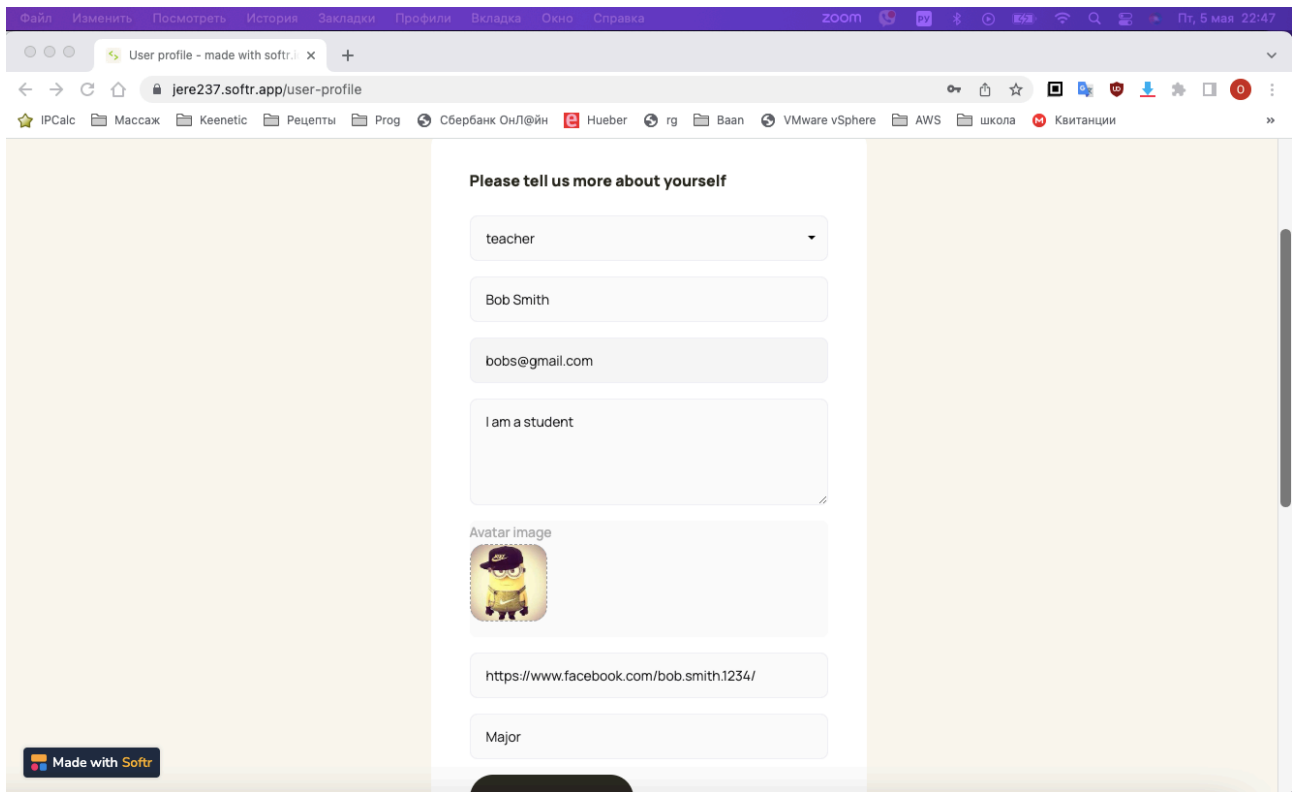 Файл Изменить Посмотреть История Закладки Профили Вкладка Окно Справка zoom РУ Пт, 5 мая 22:47
User profile - made with softr.i
jere237.softr.app/user-profile
IPCalc Массаж Keenetic Рецепты Prog Сбербанк ОнЛ@йн Hueber rg Baan VMware vSphere AWS школа Квитанции
Please tell us more about yourself
teacher
Bob Smith
bobs@gmail.com
I am a student
Avatar image
https://www.facebook.com/bob.smith.1234/
Major
Made with Softr